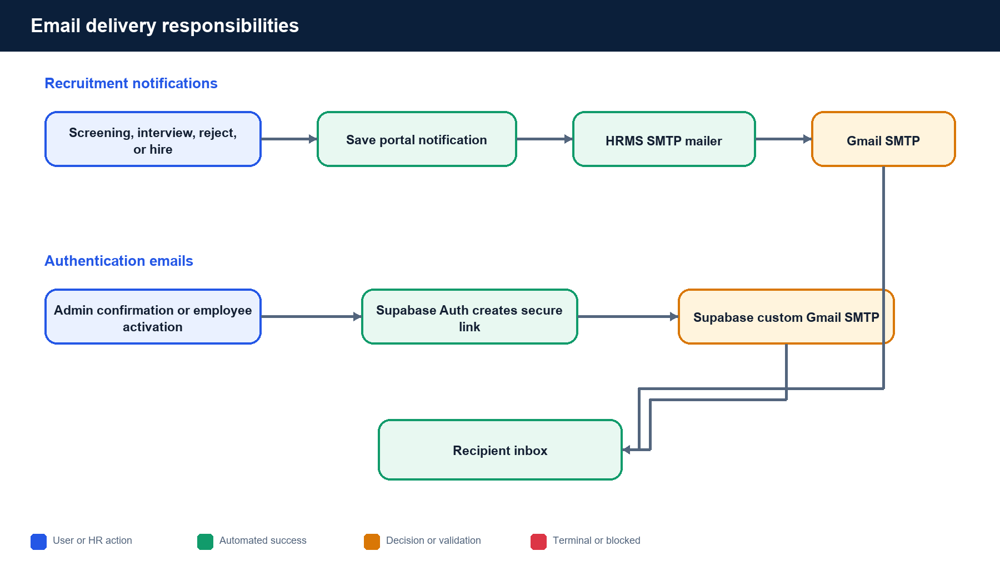 Email delivery responsibilities
Recruitment notifications
Screening, interview, reject,
or hire
Save portal notification
HRMS SMTP mailer
Gmail SMTP
Authentication emails
Admin confirmation or employee
activation
Supabase Auth creates secure
link
Supabase custom Gmail SMTP
Recipient inbox
User or HR action
Automated success
Decision or validation
Terminal or blocked